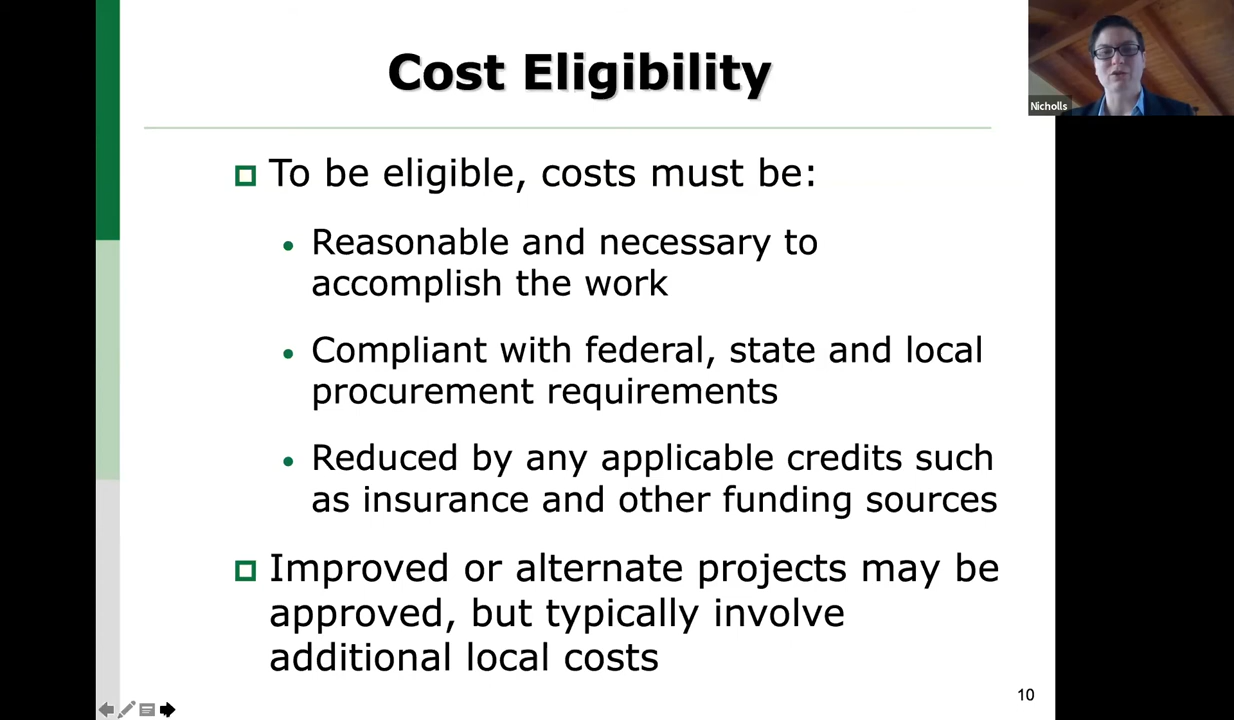 Cost Eligibility
Nicholls
To be eligible, costs must be:
Reasonable and necessary to
accomplish the work
Compliant with federal, state and local
procurement requirements
Reduced by any applicable credits such
as insurance and other funding sources
Improved or alternate projects may be
approved, but typically involve
additional local costs
10